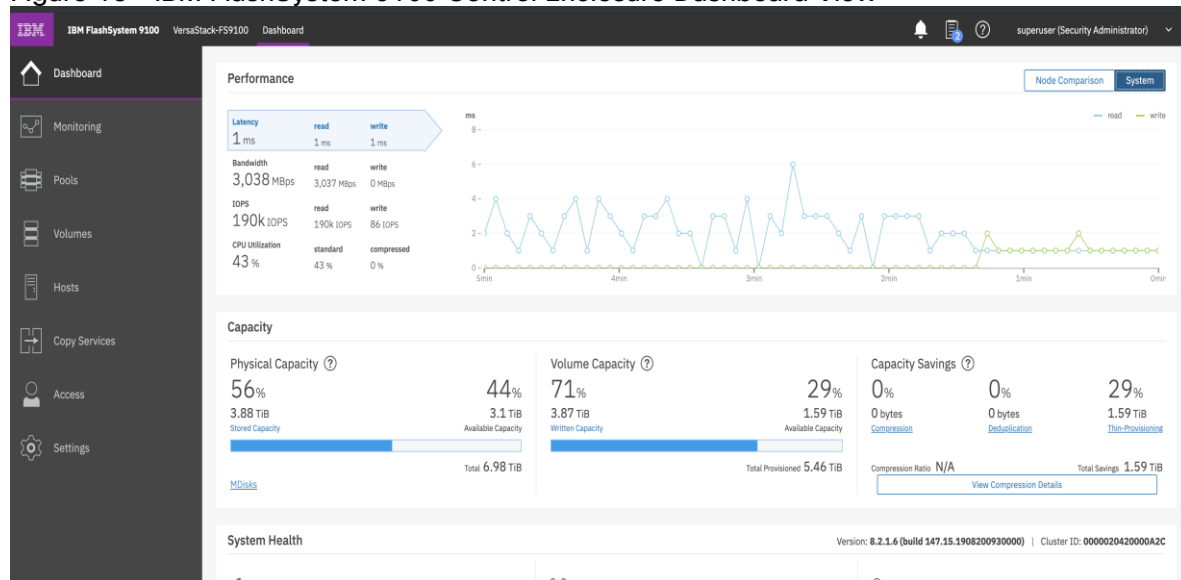 Figure 15 IBM FlashSystem 9100 Control Enclosure Dashboard View
IBM IBM FlashSystem 9100 VersaStack-FS9100 Dashboard 2 ? superuser (Security Administrator)
Dashboard
Monitoring
Pools
Volumes
Hosts
Copy Services
Access
Settings
Performance
Node Comparison System
Latency read write
1 ms 1 ms 1 ms
Bandwidth read write
3,038 MBps 3,037 MBps 0 MBps
IOPS read write
190k IOPS 190k IOPS 86 IOPS
CPU Utilization standard compressed
43 % 43 % 0 %
ms
read write
8
6
4
2
0
5min 4min 3min 2min 1min 0min
Capacity
Physical Capacity ?
56% 44%
3.88 TiB 3.1 TiB
Stored Capacity Available Capacity
Total 6.98 TiB
MDisks
Volume Capacity ?
71% 29%
3.87 TiB 1.59 TiB
Written Capacity Available Capacity
Total Provisioned 5.46 TiB
Capacity Savings ?
0% 0% 29%
0 bytes 0 bytes 1.59 TiB
Compression Deduplication Thin-Provisioning
Compression Ratio N/A Total Savings 1.59 TiB
View Compression Details
System Health
Version: 8.2.1.6 (build 147.15.1908200930000) | Cluster ID: 0000020420000A2C